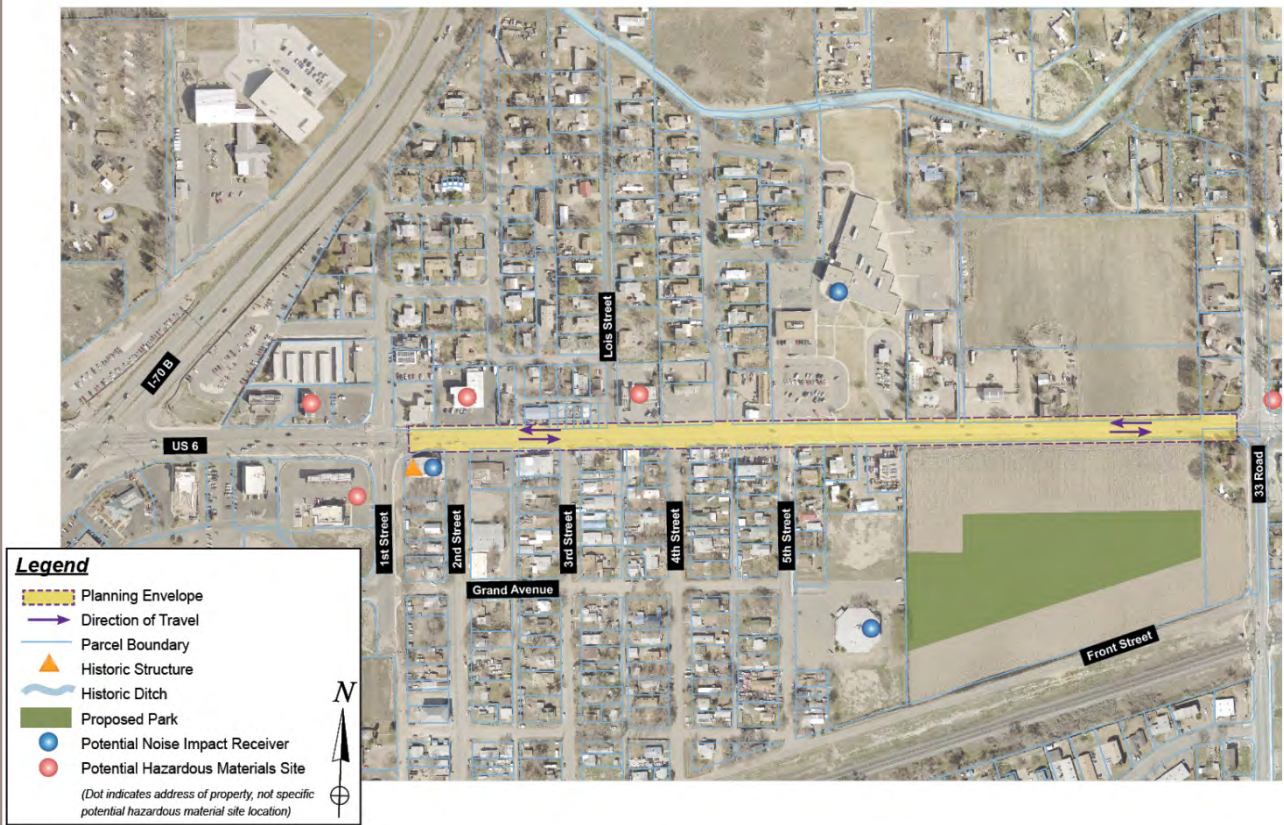 Lois Street
I-70 B
US 6
33 Road
1st Street
2nd Street
3rd Street
4th Street
5th Street
Grand Avenue
Front Street
Legend
Planning Envelope
Direction of Travel
Parcel Boundary
Historic Structure
Historic Ditch
Proposed Park
Potential Noise Impact Receiver
Potential Hazardous Materials Site
(Dot indicates address of property, not specific
potential hazardous material site location)
N